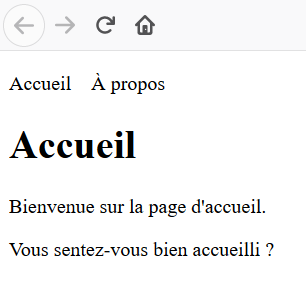 Accueil À propos
Accueil
Bienvenue sur la page d'accueil.
Vous sentez-vous bien accueilli ?